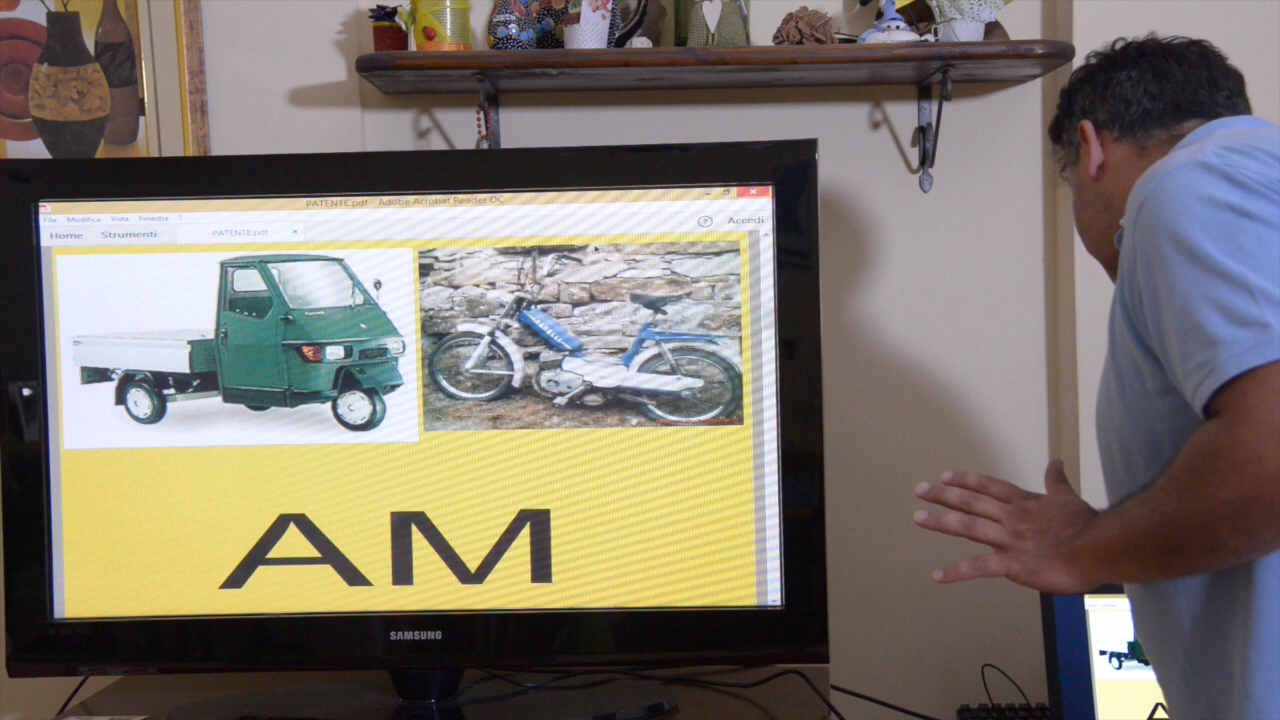 PATENTE.pdf - Adobe Acrobat Reader DC
File Modifica Vista Finestra ?
Home Strumenti PATENTE.pdf × ? Accedi
AM
SAMSUNG